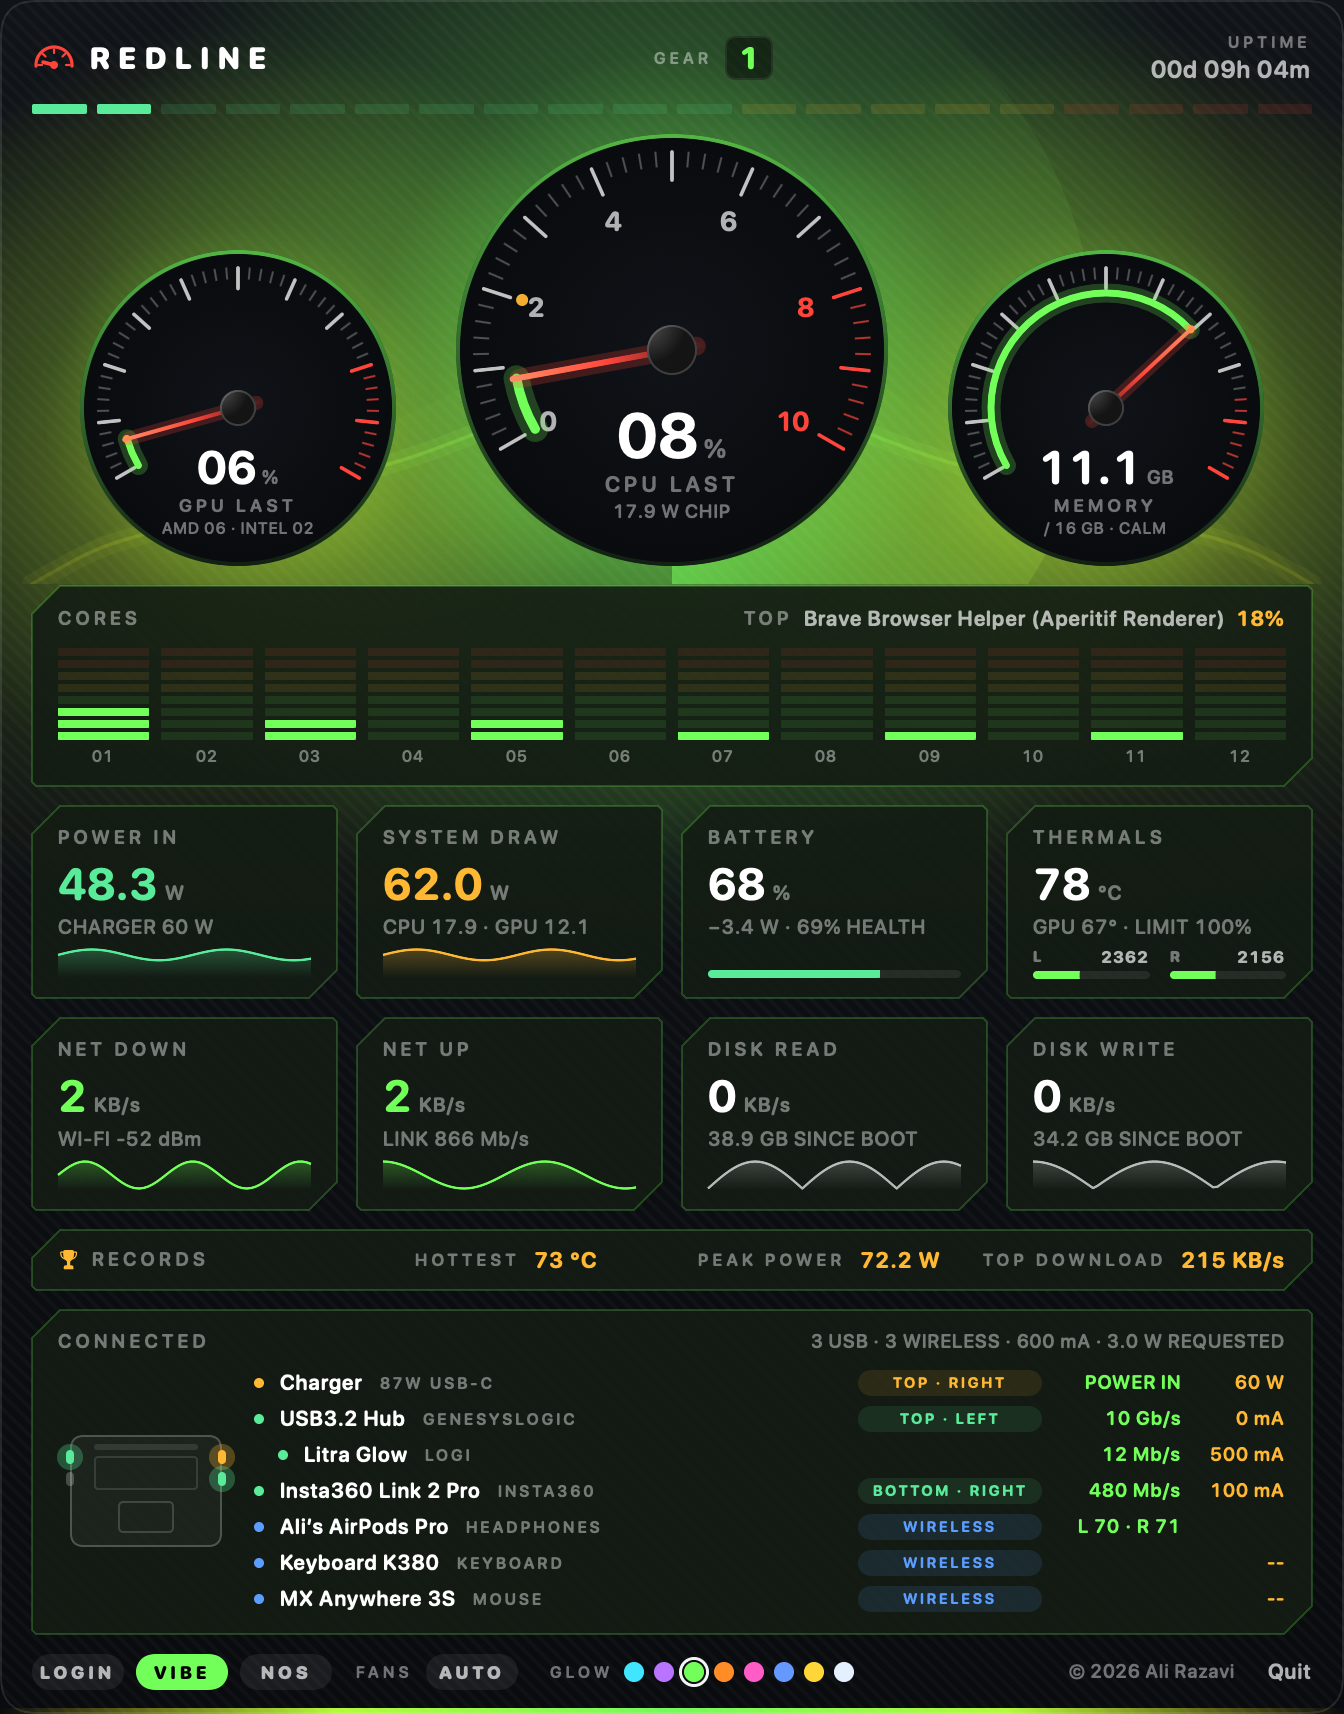 REDLINE
GEAR 1
UPTIME
00d 09h 04m
4 6
2 8
0 10
08 %
CPU LAST
17.9 W CHIP
06 %
GPU LAST
AMD 06 · INTEL 02
11.1 GB
MEMORY
/ 16 GB · CALM
CORES TOP Brave Browser Helper (Aperitif Renderer) 18%
01 02 03 04 05 06 07 08 09 10 11 12
POWER IN
48.3 W
CHARGER 60 W
SYSTEM DRAW
62.0 W
CPU 17.9 · GPU 12.1
BATTERY
68 %
−3.4 W · 69% HEALTH
THERMALS
78 °C
GPU 67° · LIMIT 100%
L 2362 R 2156
NET DOWN
2 KB/s
WI-FI -52 dBm
NET UP
2 KB/s
LINK 866 Mb/s
DISK READ
0 KB/s
38.9 GB SINCE BOOT
DISK WRITE
0 KB/s
34.2 GB SINCE BOOT
RECORDS HOTTEST 73 °C PEAK POWER 72.2 W TOP DOWNLOAD 215 KB/s
CONNECTED 3 USB · 3 WIRELESS · 600 mA · 3.0 W REQUESTED
Charger 87W USB-C TOP · RIGHT POWER IN 60 W
USB3.2 Hub GENESYSLOGIC TOP · LEFT 10 Gb/s 0 mA
Litra Glow LOGI 12 Mb/s 500 mA
Insta360 Link 2 Pro INSTA360 BOTTOM · RIGHT 480 Mb/s 100 mA
Ali's AirPods Pro HEADPHONES WIRELESS L 70 · R 71
Keyboard K380 KEYBOARD WIRELESS --
MX Anywhere 3S MOUSE WIRELESS --
LOGIN VIBE NOS FANS AUTO GLOW © 2026 Ali Razavi Quit